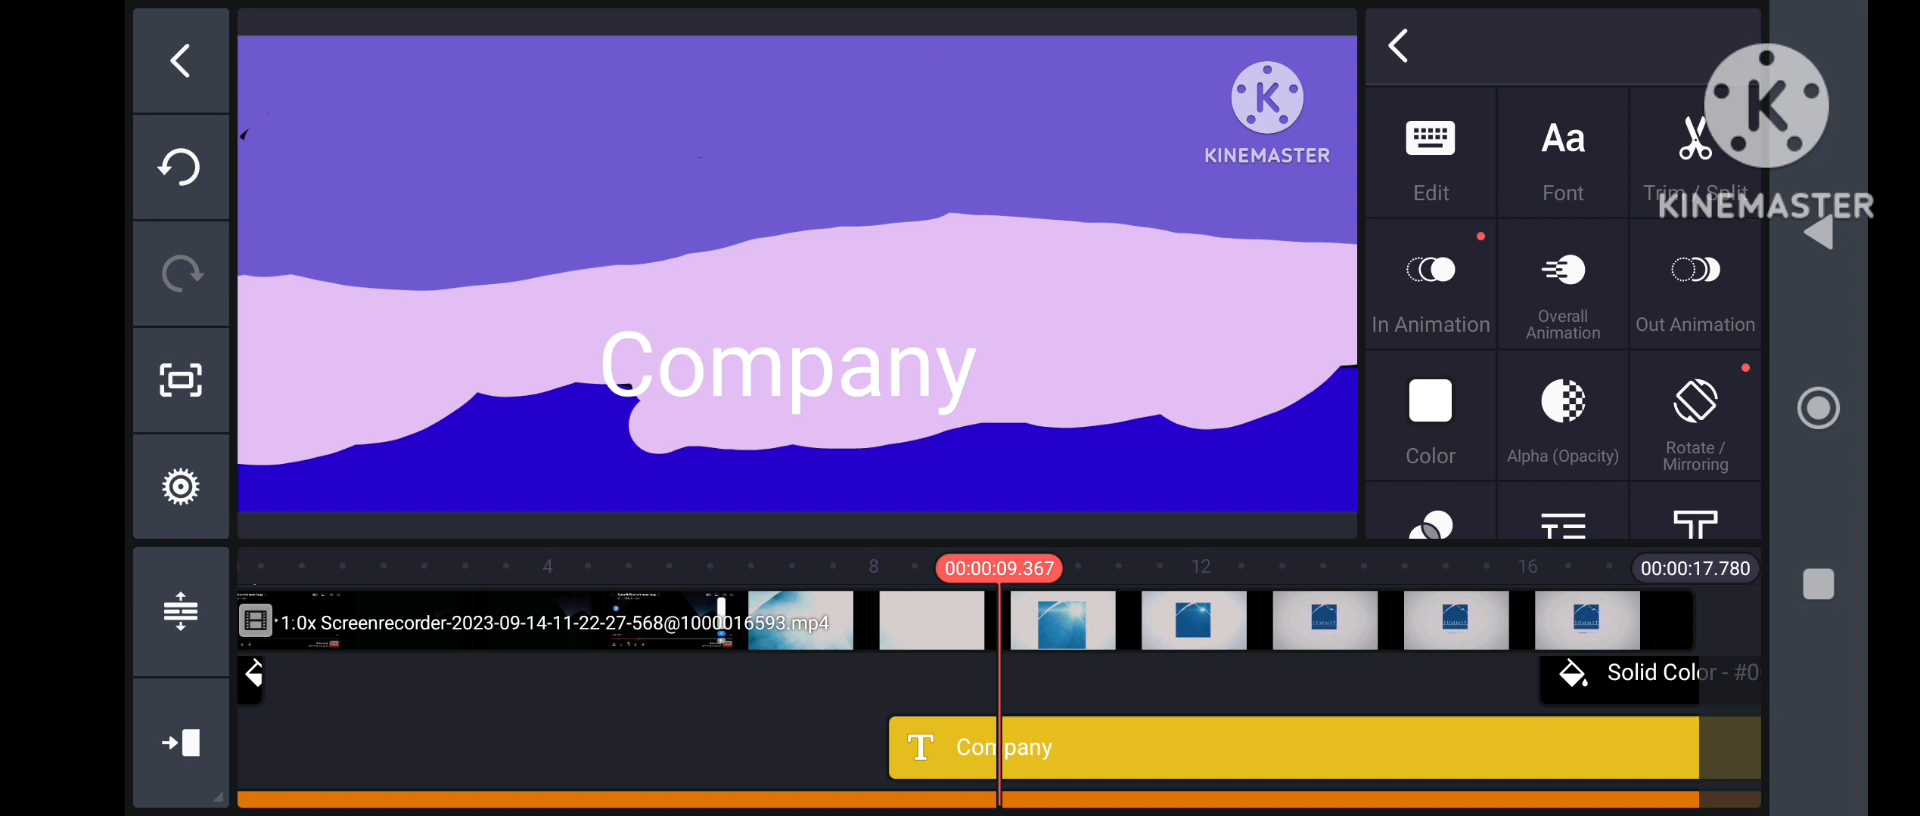 K
KINEMASTER
K
KINEMASTER
Edit
Aa
Font
Trim / Split
In Animation
Overall
Animation
Out Animation
Color
Alpha (Opacity)
Rotate /
Mirroring
Company
4
8
00:00:09.367
12
16
00:00:17.780
1.0x Screenrecorder-2023-09-14-11-22-27-568@1000016593.mp4
Solid Color - #0
T Company